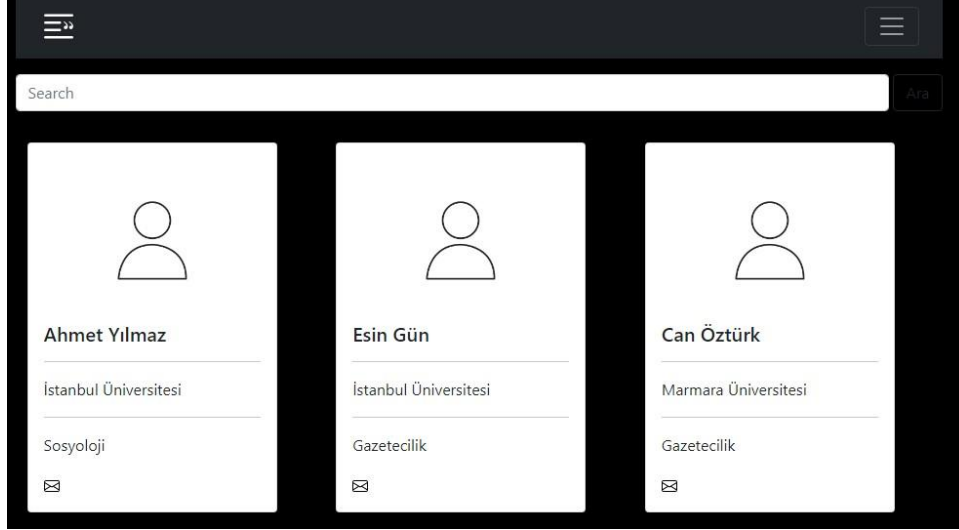 Search
Ara
Ahmet Yılmaz
İstanbul Üniversitesi
Sosyoloji
Esin Gün
İstanbul Üniversitesi
Gazetecilik
Can Öztürk
Marmara Üniversitesi
Gazetecilik